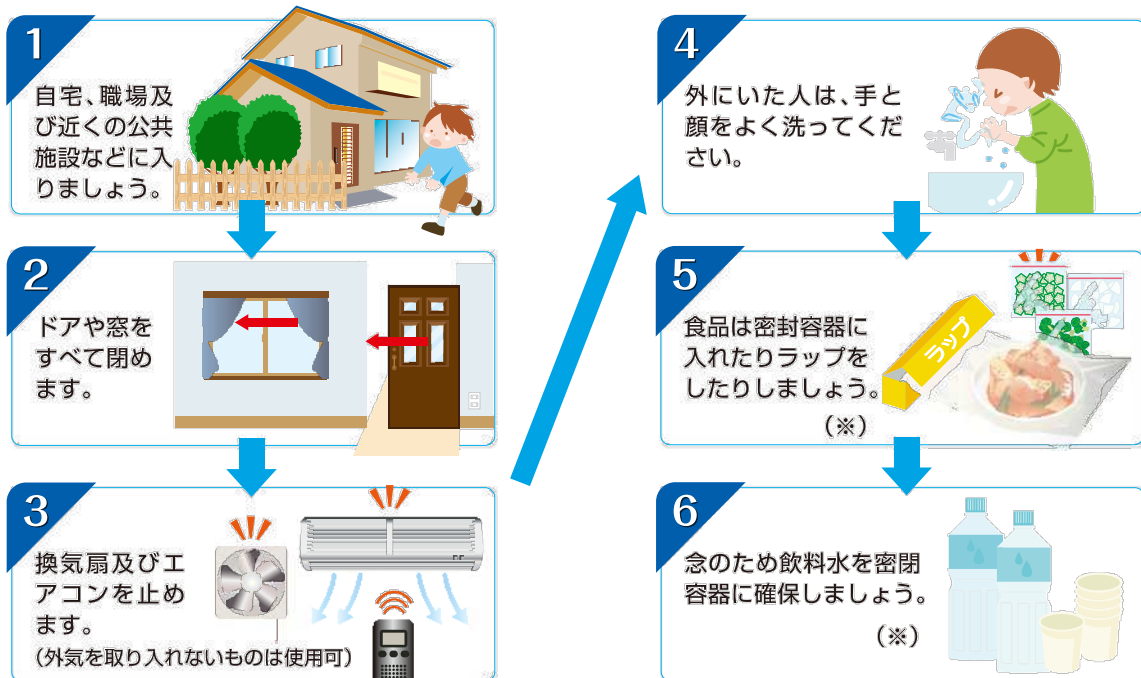 1
自宅、職場及
び近くの公共
施設などに入
りましょう。
2
ドアや窓を
すべて閉め
ます。
3
換気扇及びエ
アコンを止め
ます。
(外気を取り入れないものは使用可)
4
外にいた人は、手と
顔をよく洗ってくだ
さい。
5
食品は密封容器に
入れたりラップを
したりしましょう。
(※)
ラップ
6
念のため飲料水を密閉
容器に確保しましょう。
(※)